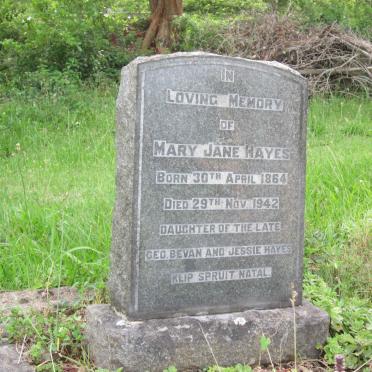 IN
LOVING MEMORY
OF
MARY JANE HAYES
BORN 30TH APRIL 1864
DIED 29TH NOV. 1942
DAUGHTER OF THE LATE
GEO. BEVAN AND JESSIE HAYES
KLIP SPRUIT NATAL